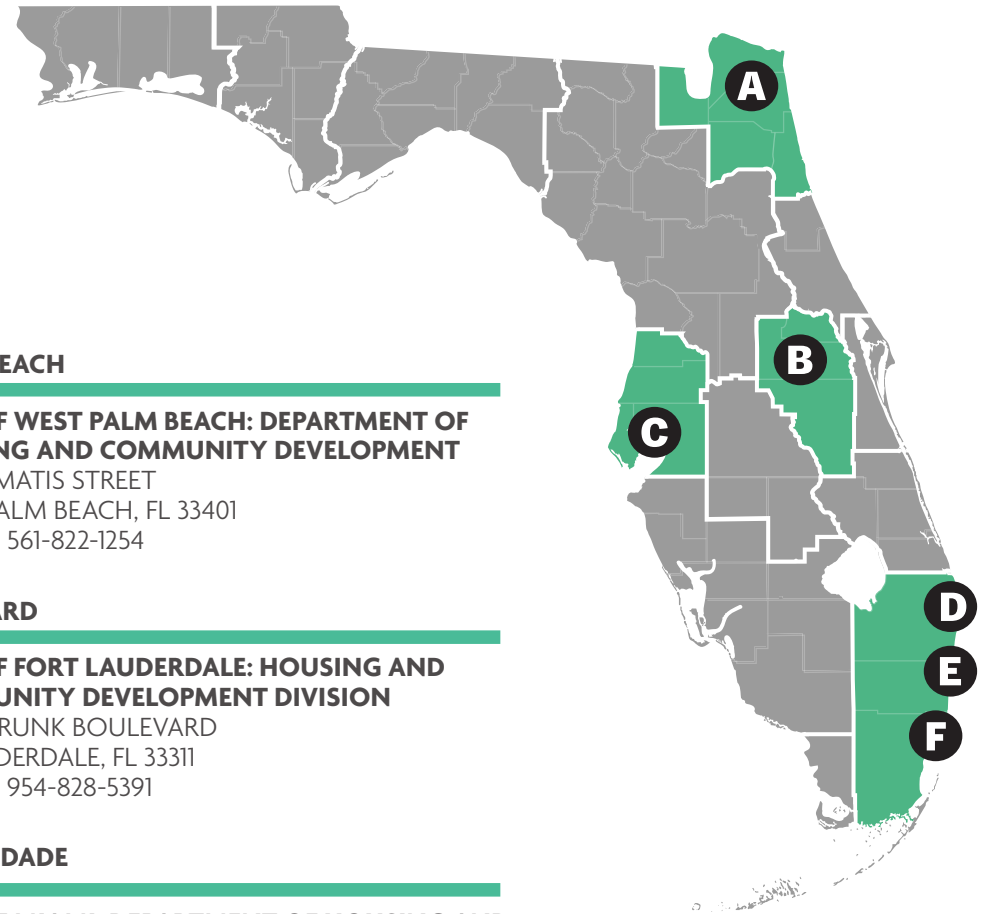 EACH
F WEST PALM BEACH: DEPARTMENT OF
NG AND COMMUNITY DEVELOPMENT
MATIS STREET
ALM BEACH, FL 33401
561-822-1254
ARD
F FORT LAUDERDALE: HOUSING AND
UNITY DEVELOPMENT DIVISION
RUNK BOULEVARD
DERDALE, FL 33311
954-828-5391
DADE
A
B
C
D
E
F